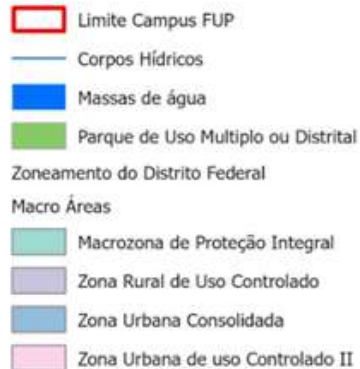 Limite Campus FUP
Corpos Hídricos
Massas de água
Parque de Uso Multiplo ou Distrital
Zoneamento do Distrito Federal
Macro Áreas
Macrozona de Proteção Integral
Zona Rural de Uso Controlado
Zona Urbana Consolidada
Zona Urbana de uso Controlado II